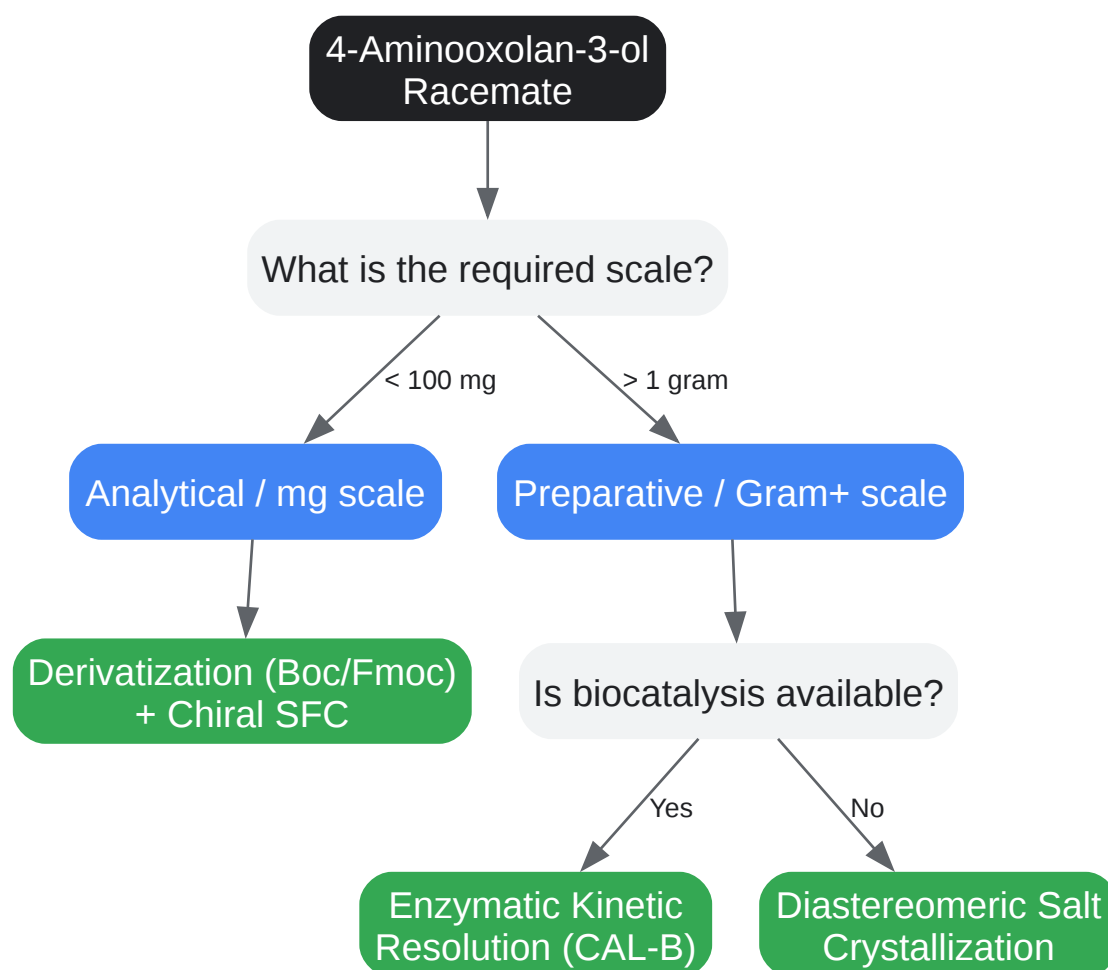 4-Aminooxolan-3-ol
Racemate
What is the required scale?
< 100 mg
> 1 gram
Analytical / mg scale
Preparative / Gram+ scale
Derivatization (Boc/Fmoc)
+ Chiral SFC
Is biocatalysis available?
Yes
No
Enzymatic Kinetic
Resolution (CAL-B)
Diastereomeric Salt
Crystallization